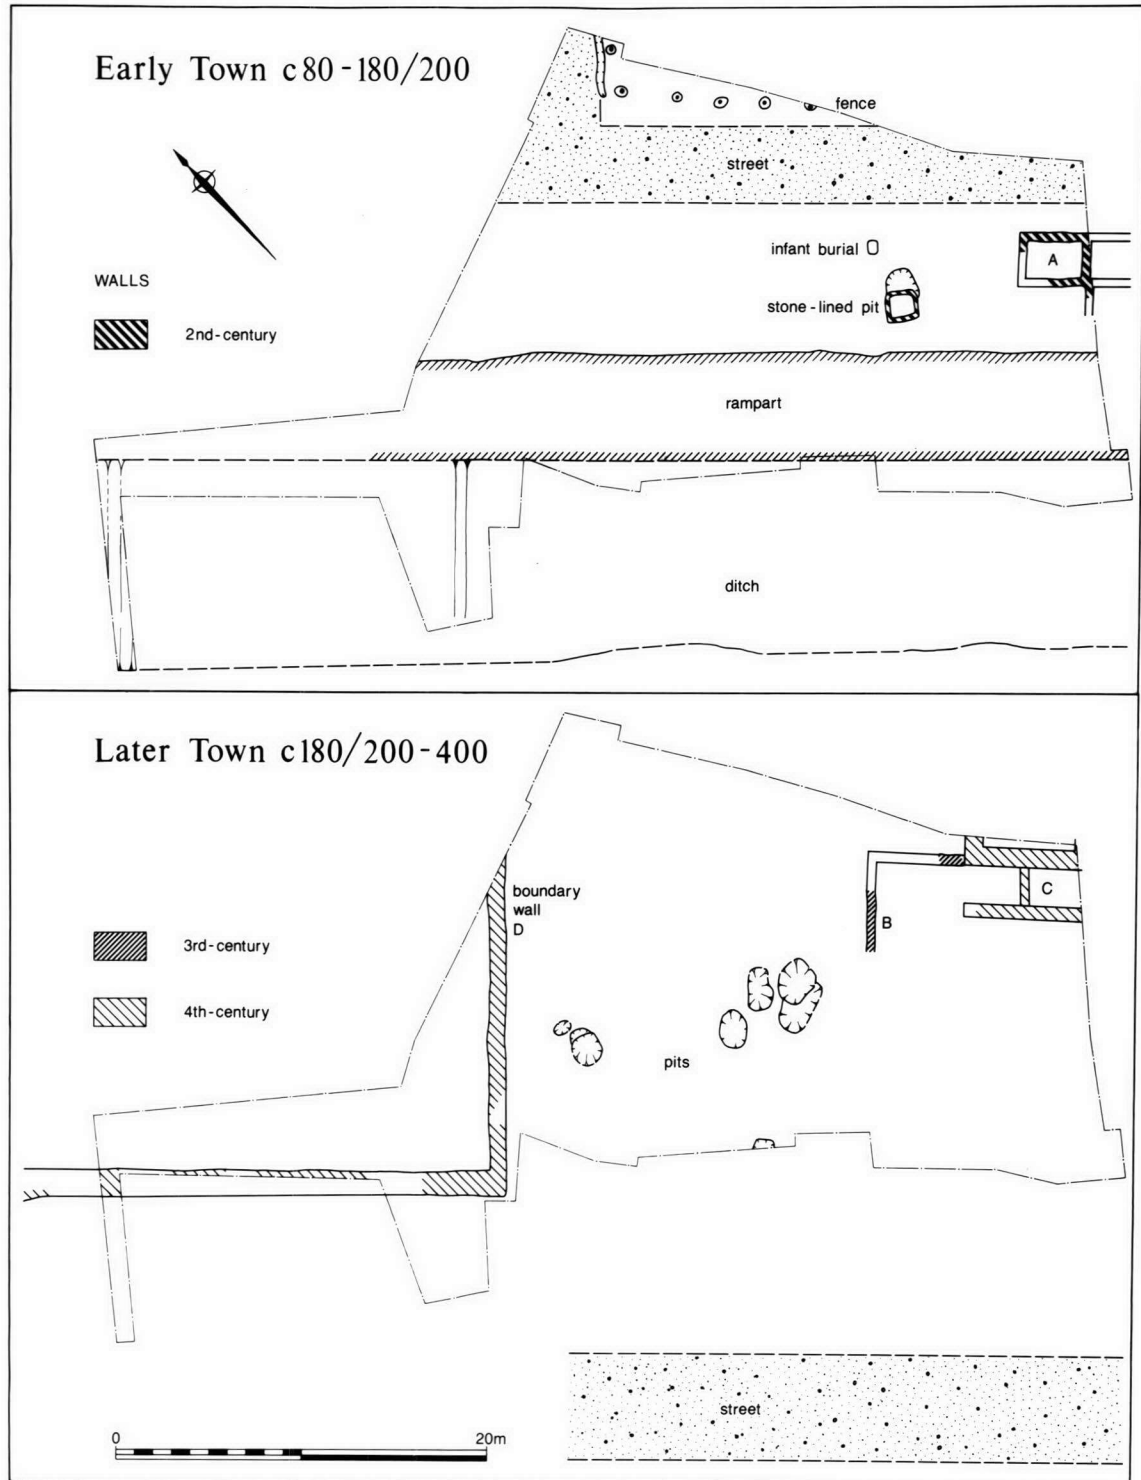 Early Town c80-180/200
fence
street
infant burial
A
WALLS
stone-lined pit
2nd-century
rampart
ditch
Later Town c180/200-400
boundary
wall
D
C
B
3rd-century
4th-century
pits
street
0
20m